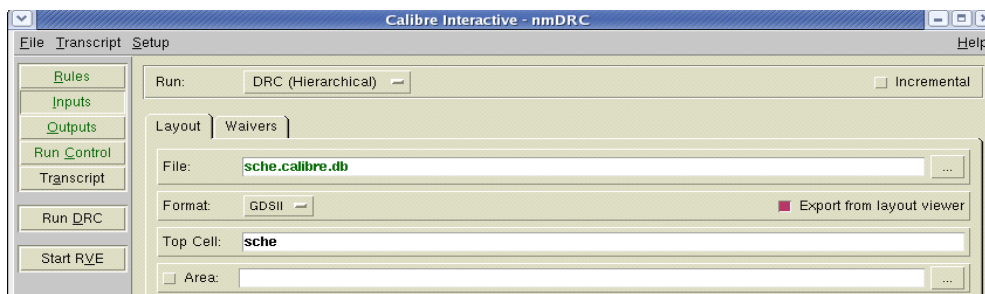 Calibre Interactive - nmDRC
File Transcript Setup Help
Rules
Inputs
Outputs
Run Control
Transcript
Run DRC
Start RVE
Run: DRC (Hierarchical) Incremental
Layout Waivers
File: sche.calibre.db ...
Format: GDSII Export from layout viewer
Top Cell: sche
Area: ...